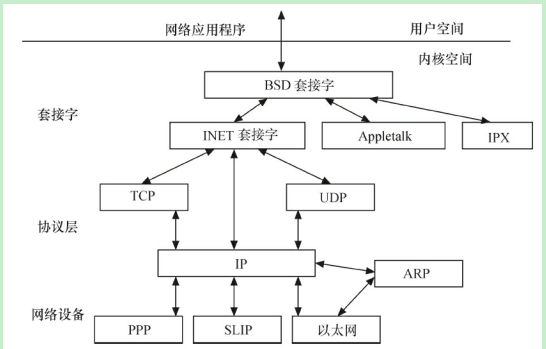 网络应用程序
用户空间
内核空间
BSD 套接字
套接字
INET 套接字
Appletalk
IPX
TCP
UDP
协议层
IP
ARP
网络设备
PPP
SLIP
以太网